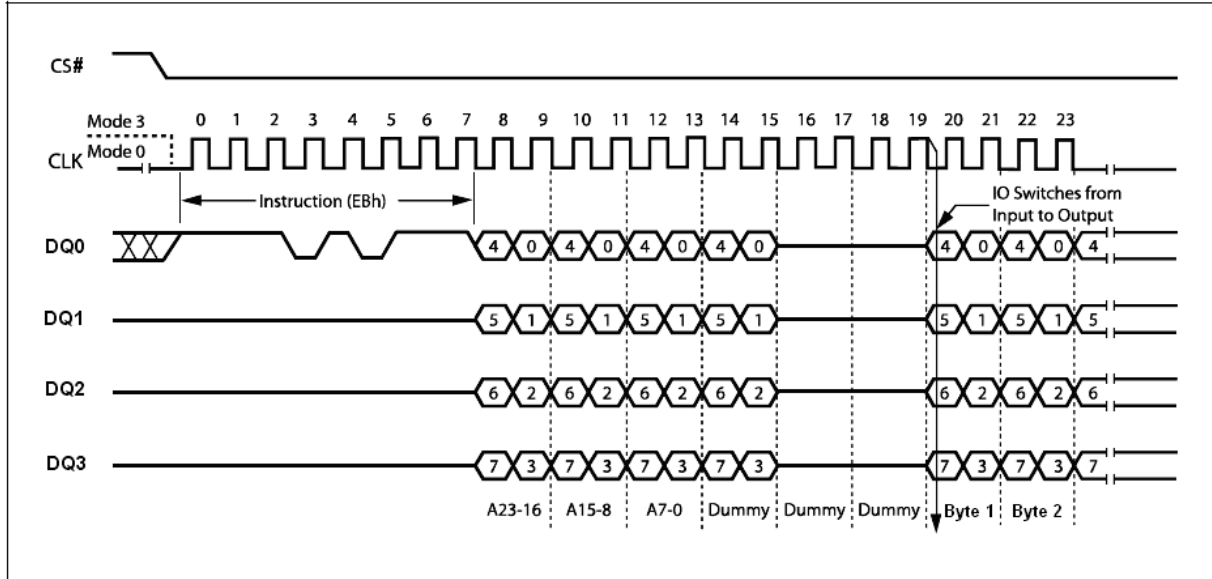 CS#
Mode 3 0 1 2 3 4 5 6 7 8 9 10 11 12 13 14 15 16 17 18 19 20 21 22 23
Mode 0
CLK
Instruction (EBh)
IO Switches from
Input to Output
DQ0 4 0 4 0 4 0 4 0 4 0 4 0 4
DQ1 5 1 5 1 5 1 5 1 5 1 5 1 5
DQ2 6 2 6 2 6 2 6 2 6 2 6 2 6
DQ3 7 3 7 3 7 3 7 3 7 3 7 3 7
A23-16 A15-8 A7-0 Dummy Dummy Dummy Byte 1 Byte 2